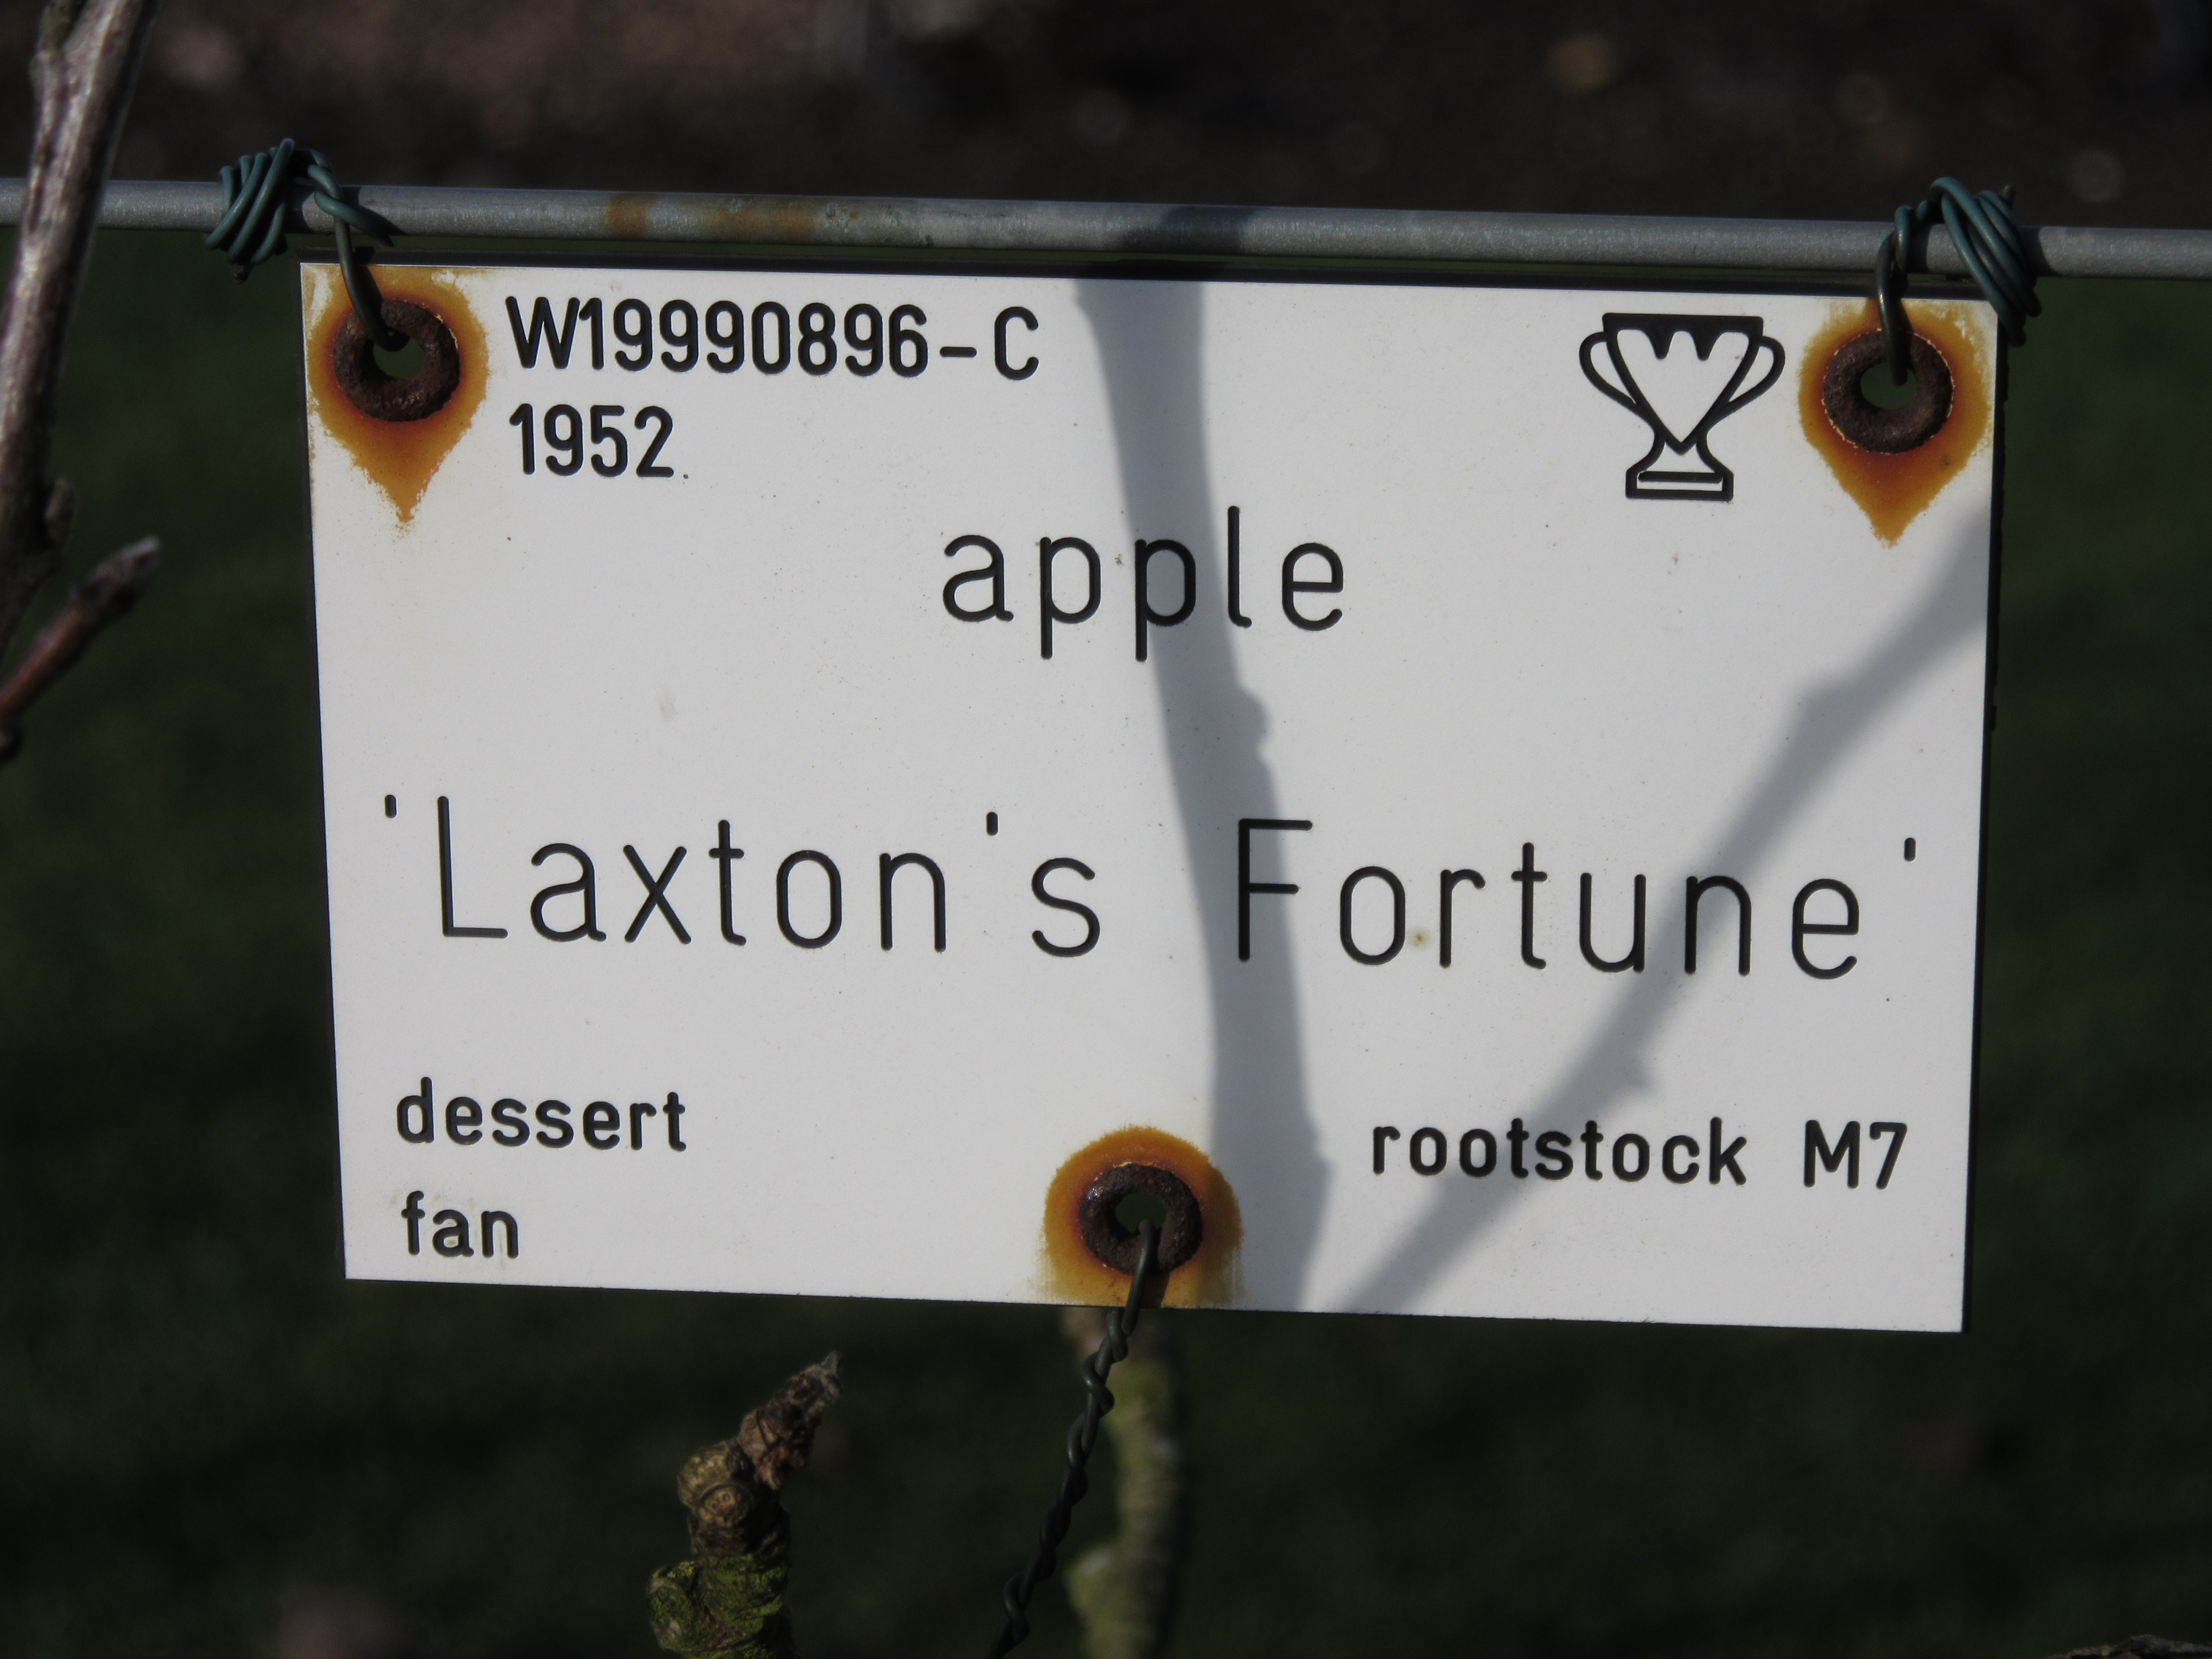 W19990896-C
1952
apple
'Laxton's Fortune'
dessert
rootstock M7
fan